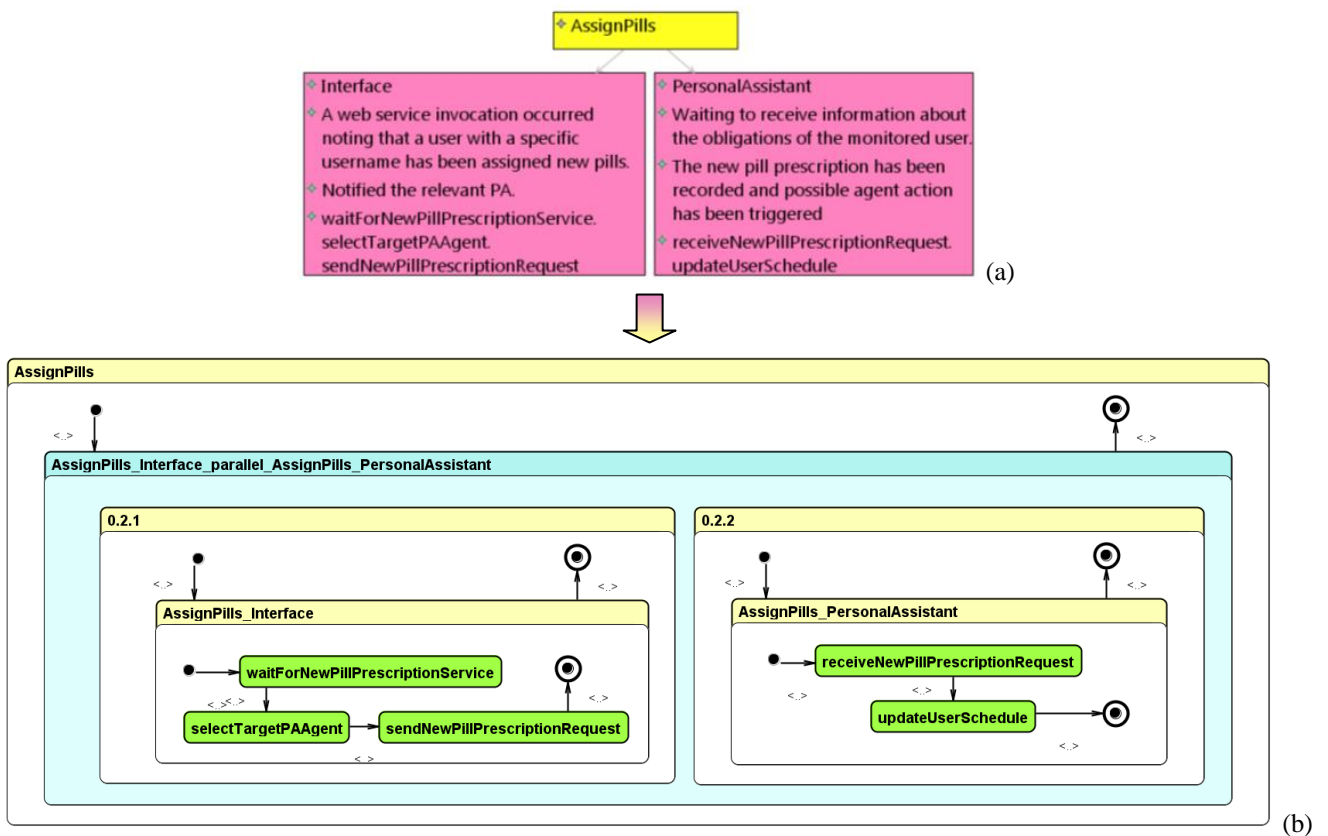 AssignPills
Interface
A web service invocation occurred
noting that a user with a specific
username has been assigned new pills.
Notified the relevant PA.
waitForNewPillPrescriptionService.
selectTargetPAAgent.
sendNewPillPrescriptionRequest
PersonalAssistant
Waiting to receive information about
the obligations of the monitored user.
The new pill prescription has been
recorded and possible agent action
has been triggered
receiveNewPillPrescriptionRequest.
updateUserSchedule
(a)
AssignPills
<..>
<..>
AssignPills_Interface_parallel_AssignPills_PersonalAssistant
0.2.1
<..>
<..>
AssignPills_Interface
waitForNewPillPrescriptionService
<..>
<..>
<..>
selectTargetPAAgent
sendNewPillPrescriptionRequest
<..>
0.2.2
<..>
<..>
AssignPills_PersonalAssistant
receiveNewPillPrescriptionRequest
<..>
<..>
updateUserSchedule
<..>
(b)